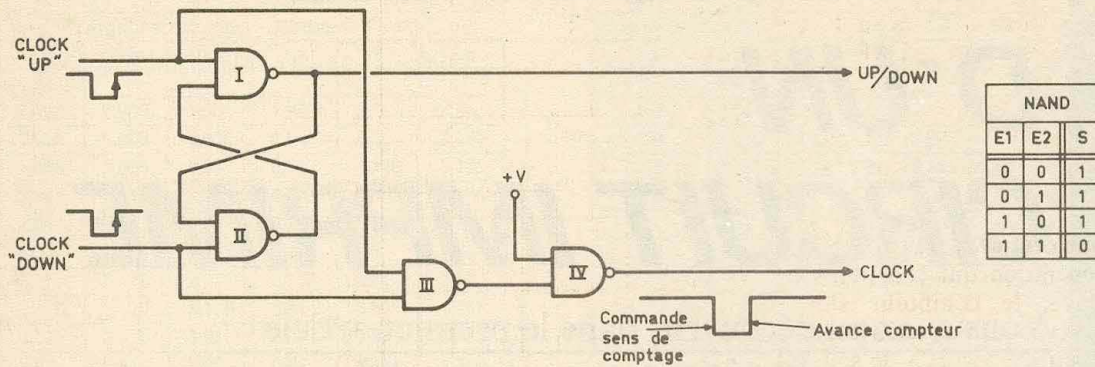 CLOCK
"UP"
I
UP/DOWN
NAND
E1 E2 S
0 0 1
0 1 1
1 0 1
1 1 0
+V
II
CLOCK
"DOWN"
III
IV
CLOCK
Commande
sens de
comptage
Avance compteur